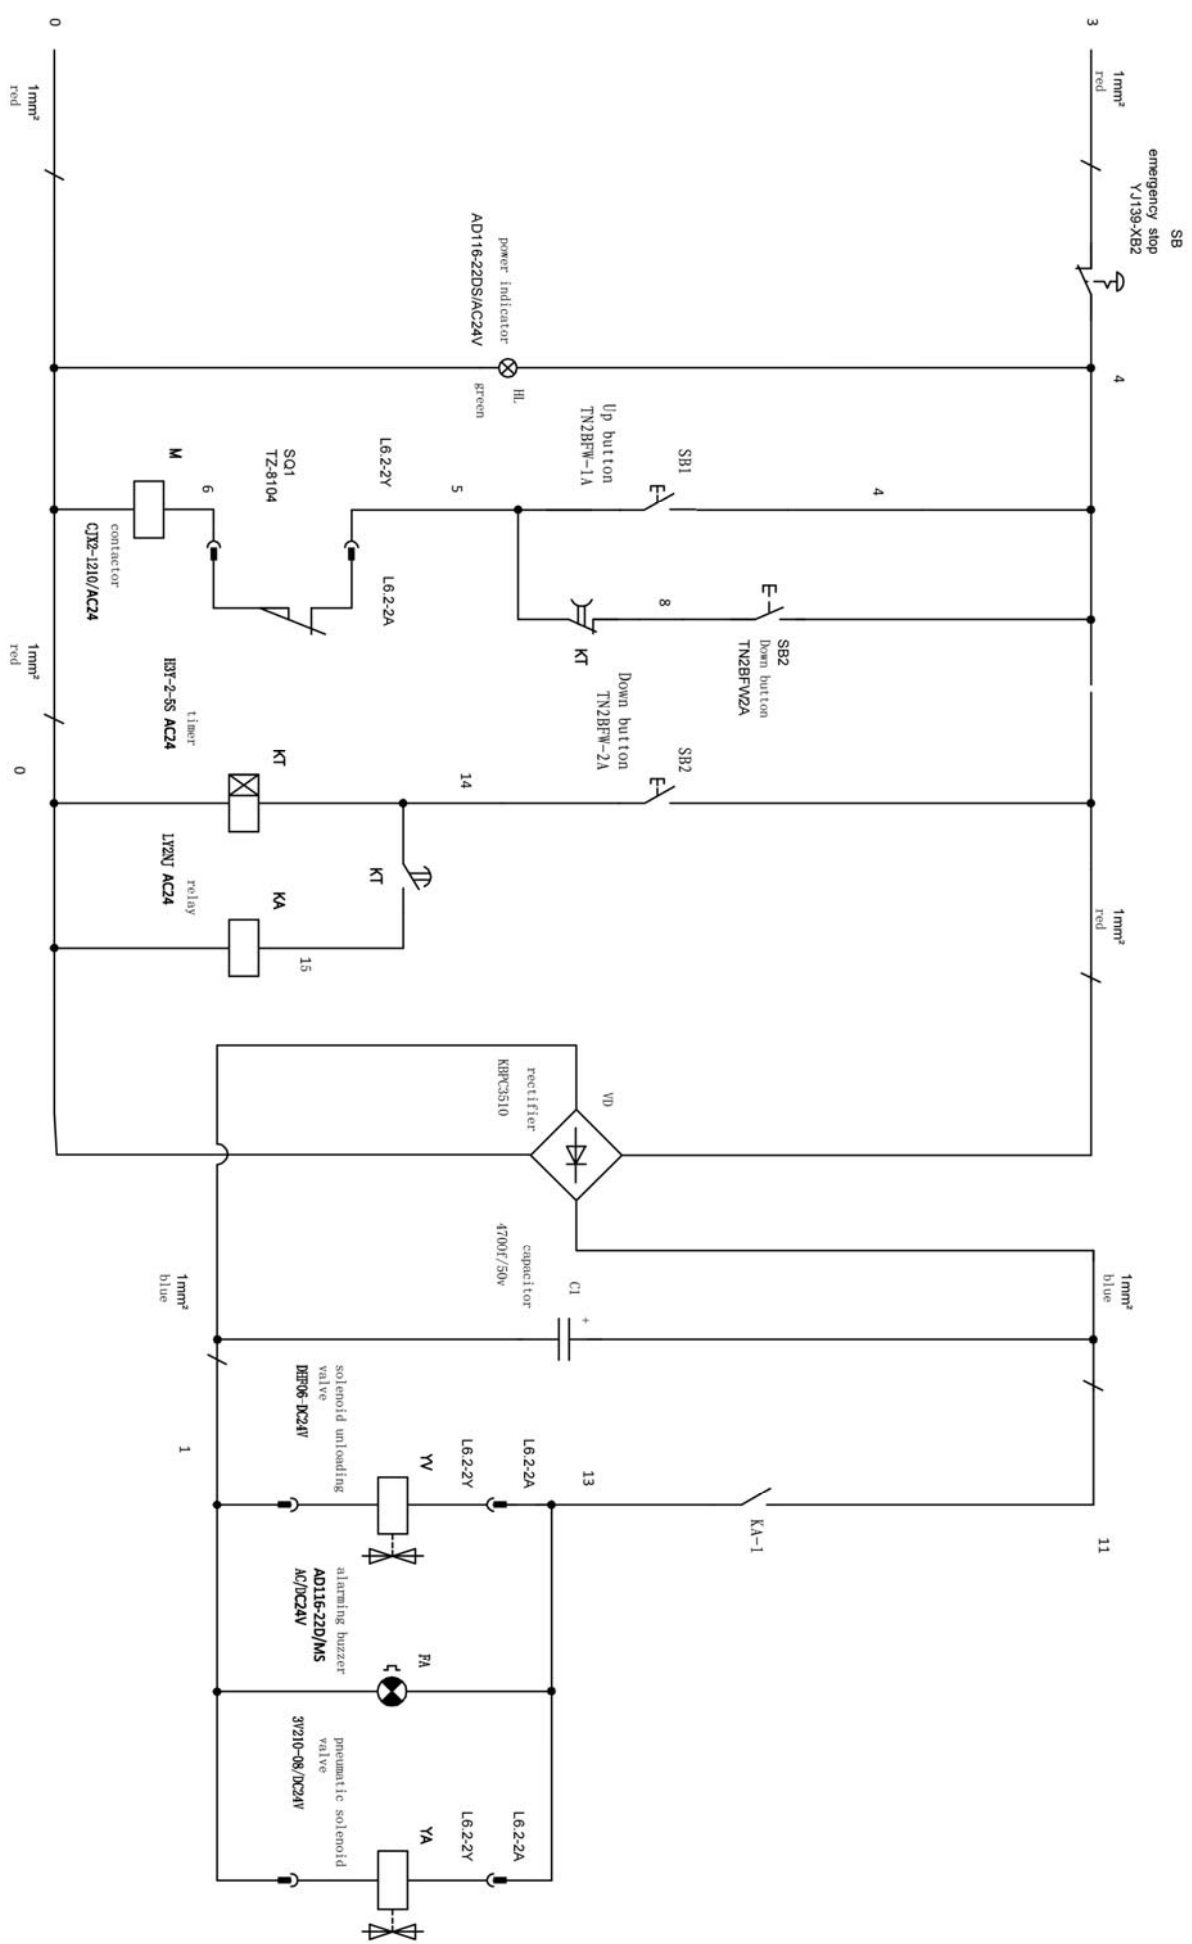 3
1mm²
red
SB
emergency stop
YJ139-XB2
4
1mm²
red
1mm²
blue
11
power indicator
AD116-22DS/AC24V
HL
green
SB1
Up button
TN2BFW-1A
4
SB2
Down button
TN2BFW2A
8
KT
5
L6.2-2Y
L6.2-2A
SQ1
TZ-8104
6
M
contactor
CJX2-1210/AC24
SB2
Down button
TN2BFW-2A
14
KT
KT
timer
H3Y-2-5S AC24
KA
relay
LY2NJ AC24
15
VD
rectifier
KBPC3510
C1
+
capacitor
4700f/50v
KA-1
13
L6.2-2A
L6.2-2Y
YV
solenoid unloading
valve
DHF06-DC24V
FA
alarming buzzer
AD116-22D/MS
AC/DC24V
L6.2-2A
L6.2-2Y
YA
pneumatic solenoid
valve
3V210-08/DC24V
1mm²
blue
1
0
1mm²
red
1mm²
red
0